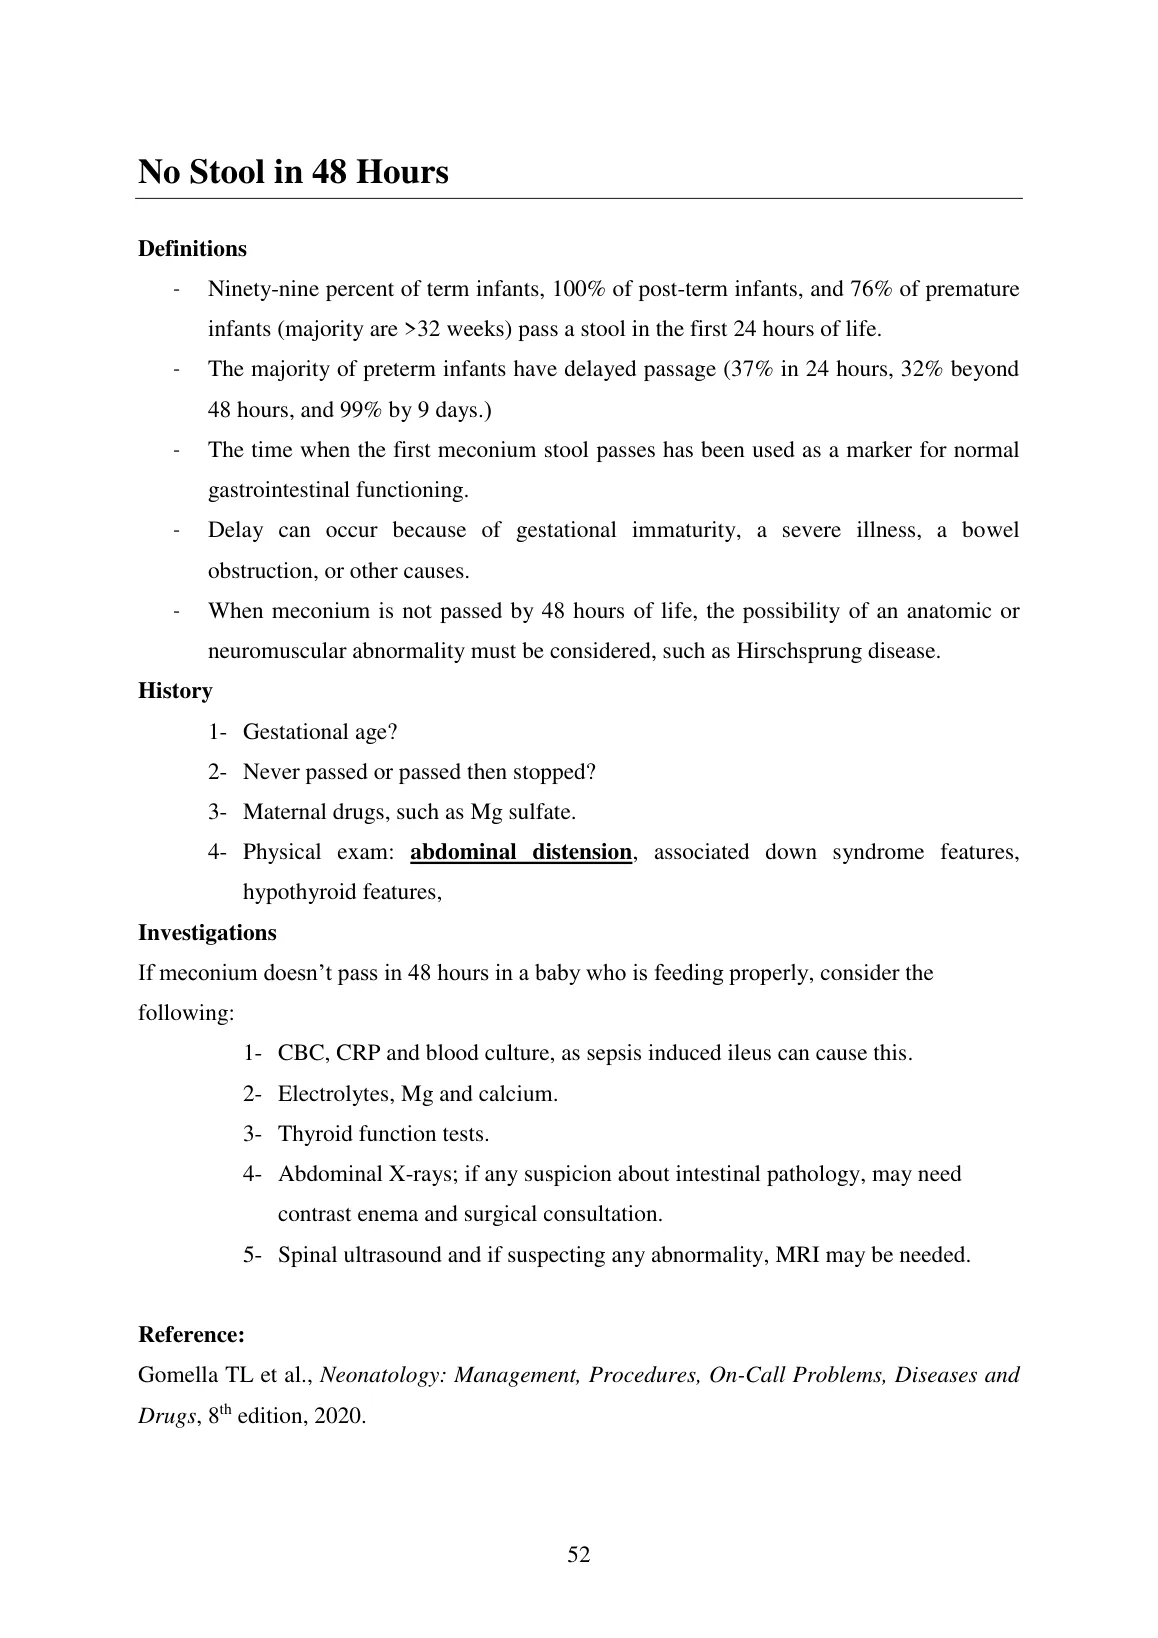 No Stool in 48 Hours
Definitions
- Ninety-nine percent of term infants, 100% of post-term infants, and 76% of premature
infants (majority are >32 weeks) pass a stool in the first 24 hours of life.
- The majority of preterm infants have delayed passage (37% in 24 hours, 32% beyond
48 hours, and 99% by 9 days.)
- The time when the first meconium stool passes has been used as a marker for normal
gastrointestinal functioning.
- Delay can occur because of gestational immaturity, a severe illness, a bowel
obstruction, or other causes.
- When meconium is not passed by 48 hours of life, the possibility of an anatomic or
neuromuscular abnormality must be considered, such as Hirschsprung disease.
History
1- Gestational age?
2- Never passed or passed then stopped?
3- Maternal drugs, such as Mg sulfate.
4- Physical exam: abdominal distension, associated down syndrome features,
hypothyroid features,
Investigations
If meconium doesn’t pass in 48 hours in a baby who is feeding properly, consider the
following:
1- CBC, CRP and blood culture, as sepsis induced ileus can cause this.
2- Electrolytes, Mg and calcium.
3- Thyroid function tests.
4- Abdominal X-rays; if any suspicion about intestinal pathology, may need
contrast enema and surgical consultation.
5- Spinal ultrasound and if suspecting any abnormality, MRI may be needed.
Reference:
Gomella TL et al., Neonatology: Management, Procedures, On-Call Problems, Diseases and
Drugs, 8th edition, 2020.
52